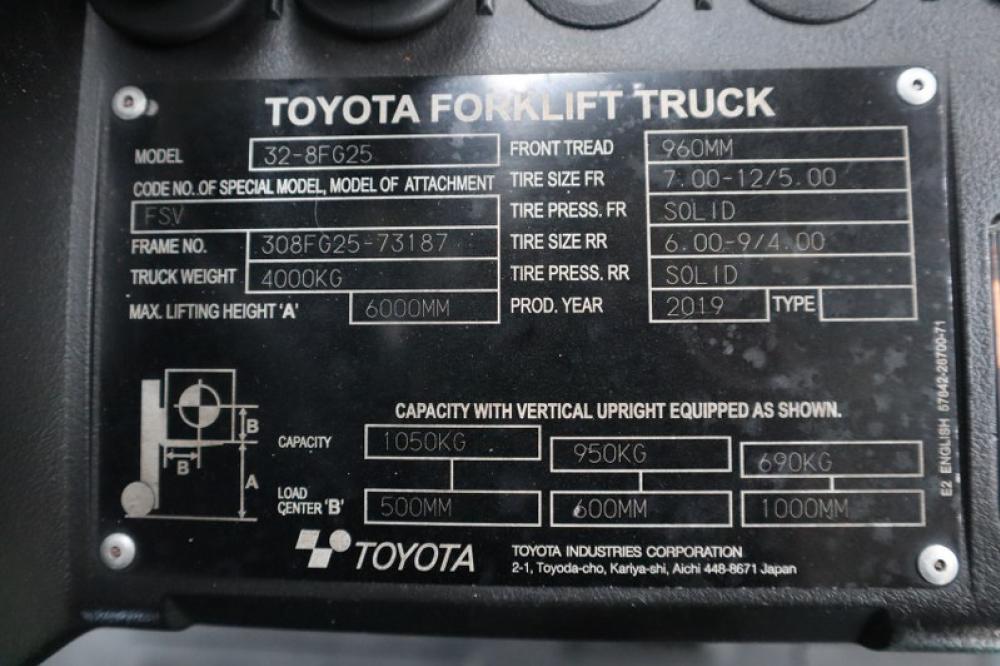 TOYOTA FORKLIFT TRUCK
MODEL 32-8FG25
CODE NO. OF SPECIAL MODEL, MODEL OF ATTACHMENT
FSV
FRAME NO. 308FG25-73187
TRUCK WEIGHT 4000KG
MAX. LIFTING HEIGHT 'A' 6000MM
FRONT TREAD 960MM
TIRE SIZE FR 7.00-12/5.00
TIRE PRESS. FR SOLID
TIRE SIZE RR 6.00-9/4.00
TIRE PRESS. RR SOLID
PROD. YEAR 2019 TYPE
B
B
A
CAPACITY WITH VERTICAL UPRIGHT EQUIPPED AS SHOWN.
CAPACITY 1050KG 950KG 690KG
LOAD
CENTER 'B' 500MM 600MM 1000MM
TOYOTA
TOYOTA INDUSTRIES CORPORATION
2-1, Toyoda-cho, Kariya-shi, Aichi 448-8671 Japan
E2 ENGLISH 57842-26700-71